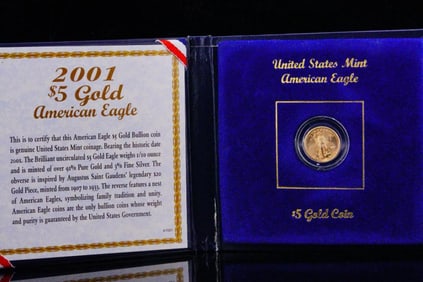 2001
$5 Gold
American Eagle
This is to certify that this American Eagle $5 Gold Bullion coin
is genuine United States Mint coinage. Bearing the historic date
2001. The Brilliant uncirculated $5 Gold Eagle weighs 1/10 ounce
and is minted of over 92% Pure Gold and 3% Fine Silver. The
obverse is inspired by Augustus Saint Gaudens' legendary $20
Gold Piece, minted from 1907 to 1933. The reverse features a nest
of American Eagles, symbolizing family tradition and unity.
American Eagle coins are the only bullion coins whose weight
and purity is guaranteed by the United States Government.
United States Mint
American Eagle
$5 Gold Coin